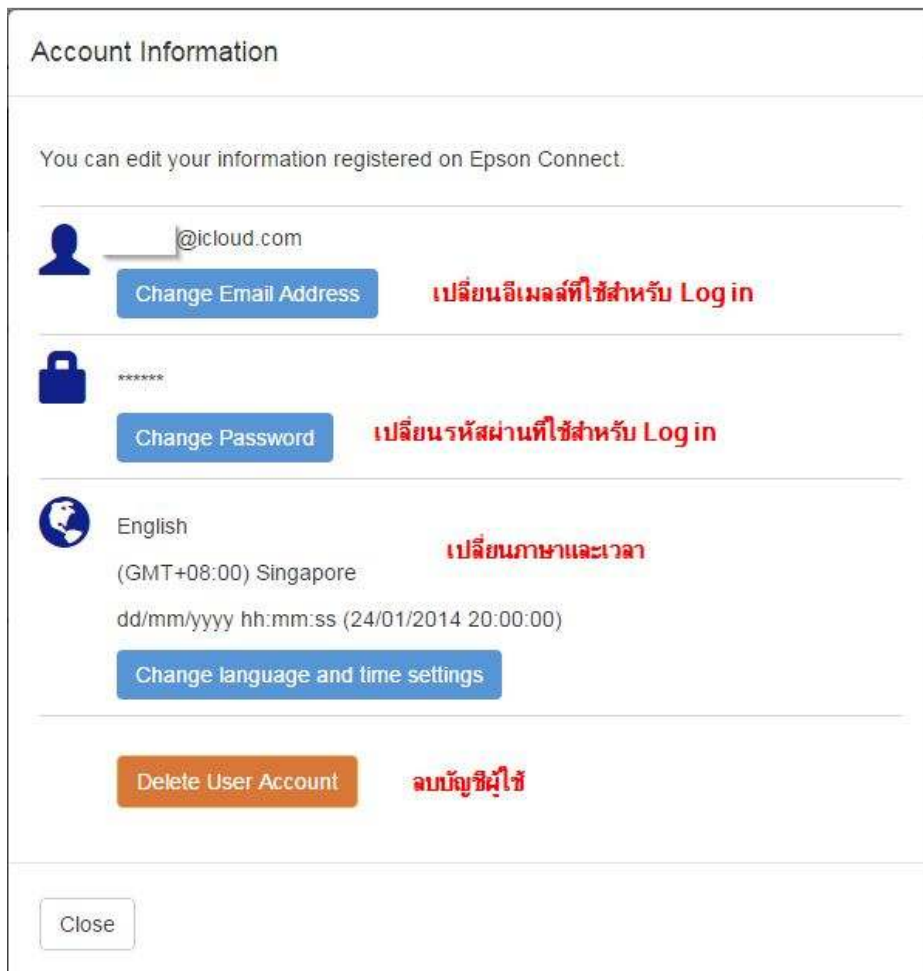 Account Information
You can edit your information registered on Epson Connect.
@icloud.com
Change Email Address เปลี่ยนอีเมลล์ที่ใช้สำหรับ Log in
******
Change Password เปลี่ยนรหัสผ่านที่ใช้สำหรับ Log in
English
เปลี่ยนภาษาและเวลา
(GMT+08:00) Singapore
dd/mm/yyyy hh:mm:ss (24/01/2014 20:00:00)
Change language and time settings
Delete User Account ลบบัญชีผู้ใช้
Close